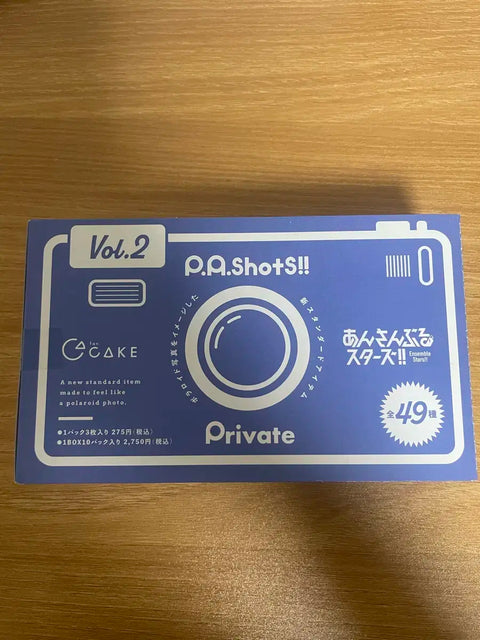 Vol.2
P.A.ShotS!!
ポラロイド写真をイメージした
新スタンダードアイテム
for
CAKE
あんさんぶる
スターズ!!
Ensemble
Stars!!
A new standard item
made to feel like
a polaroid photo.
全49種
●1パック3枚入り 275円(税込)
●1BOX10パック入り 2,750円(税込)
Private